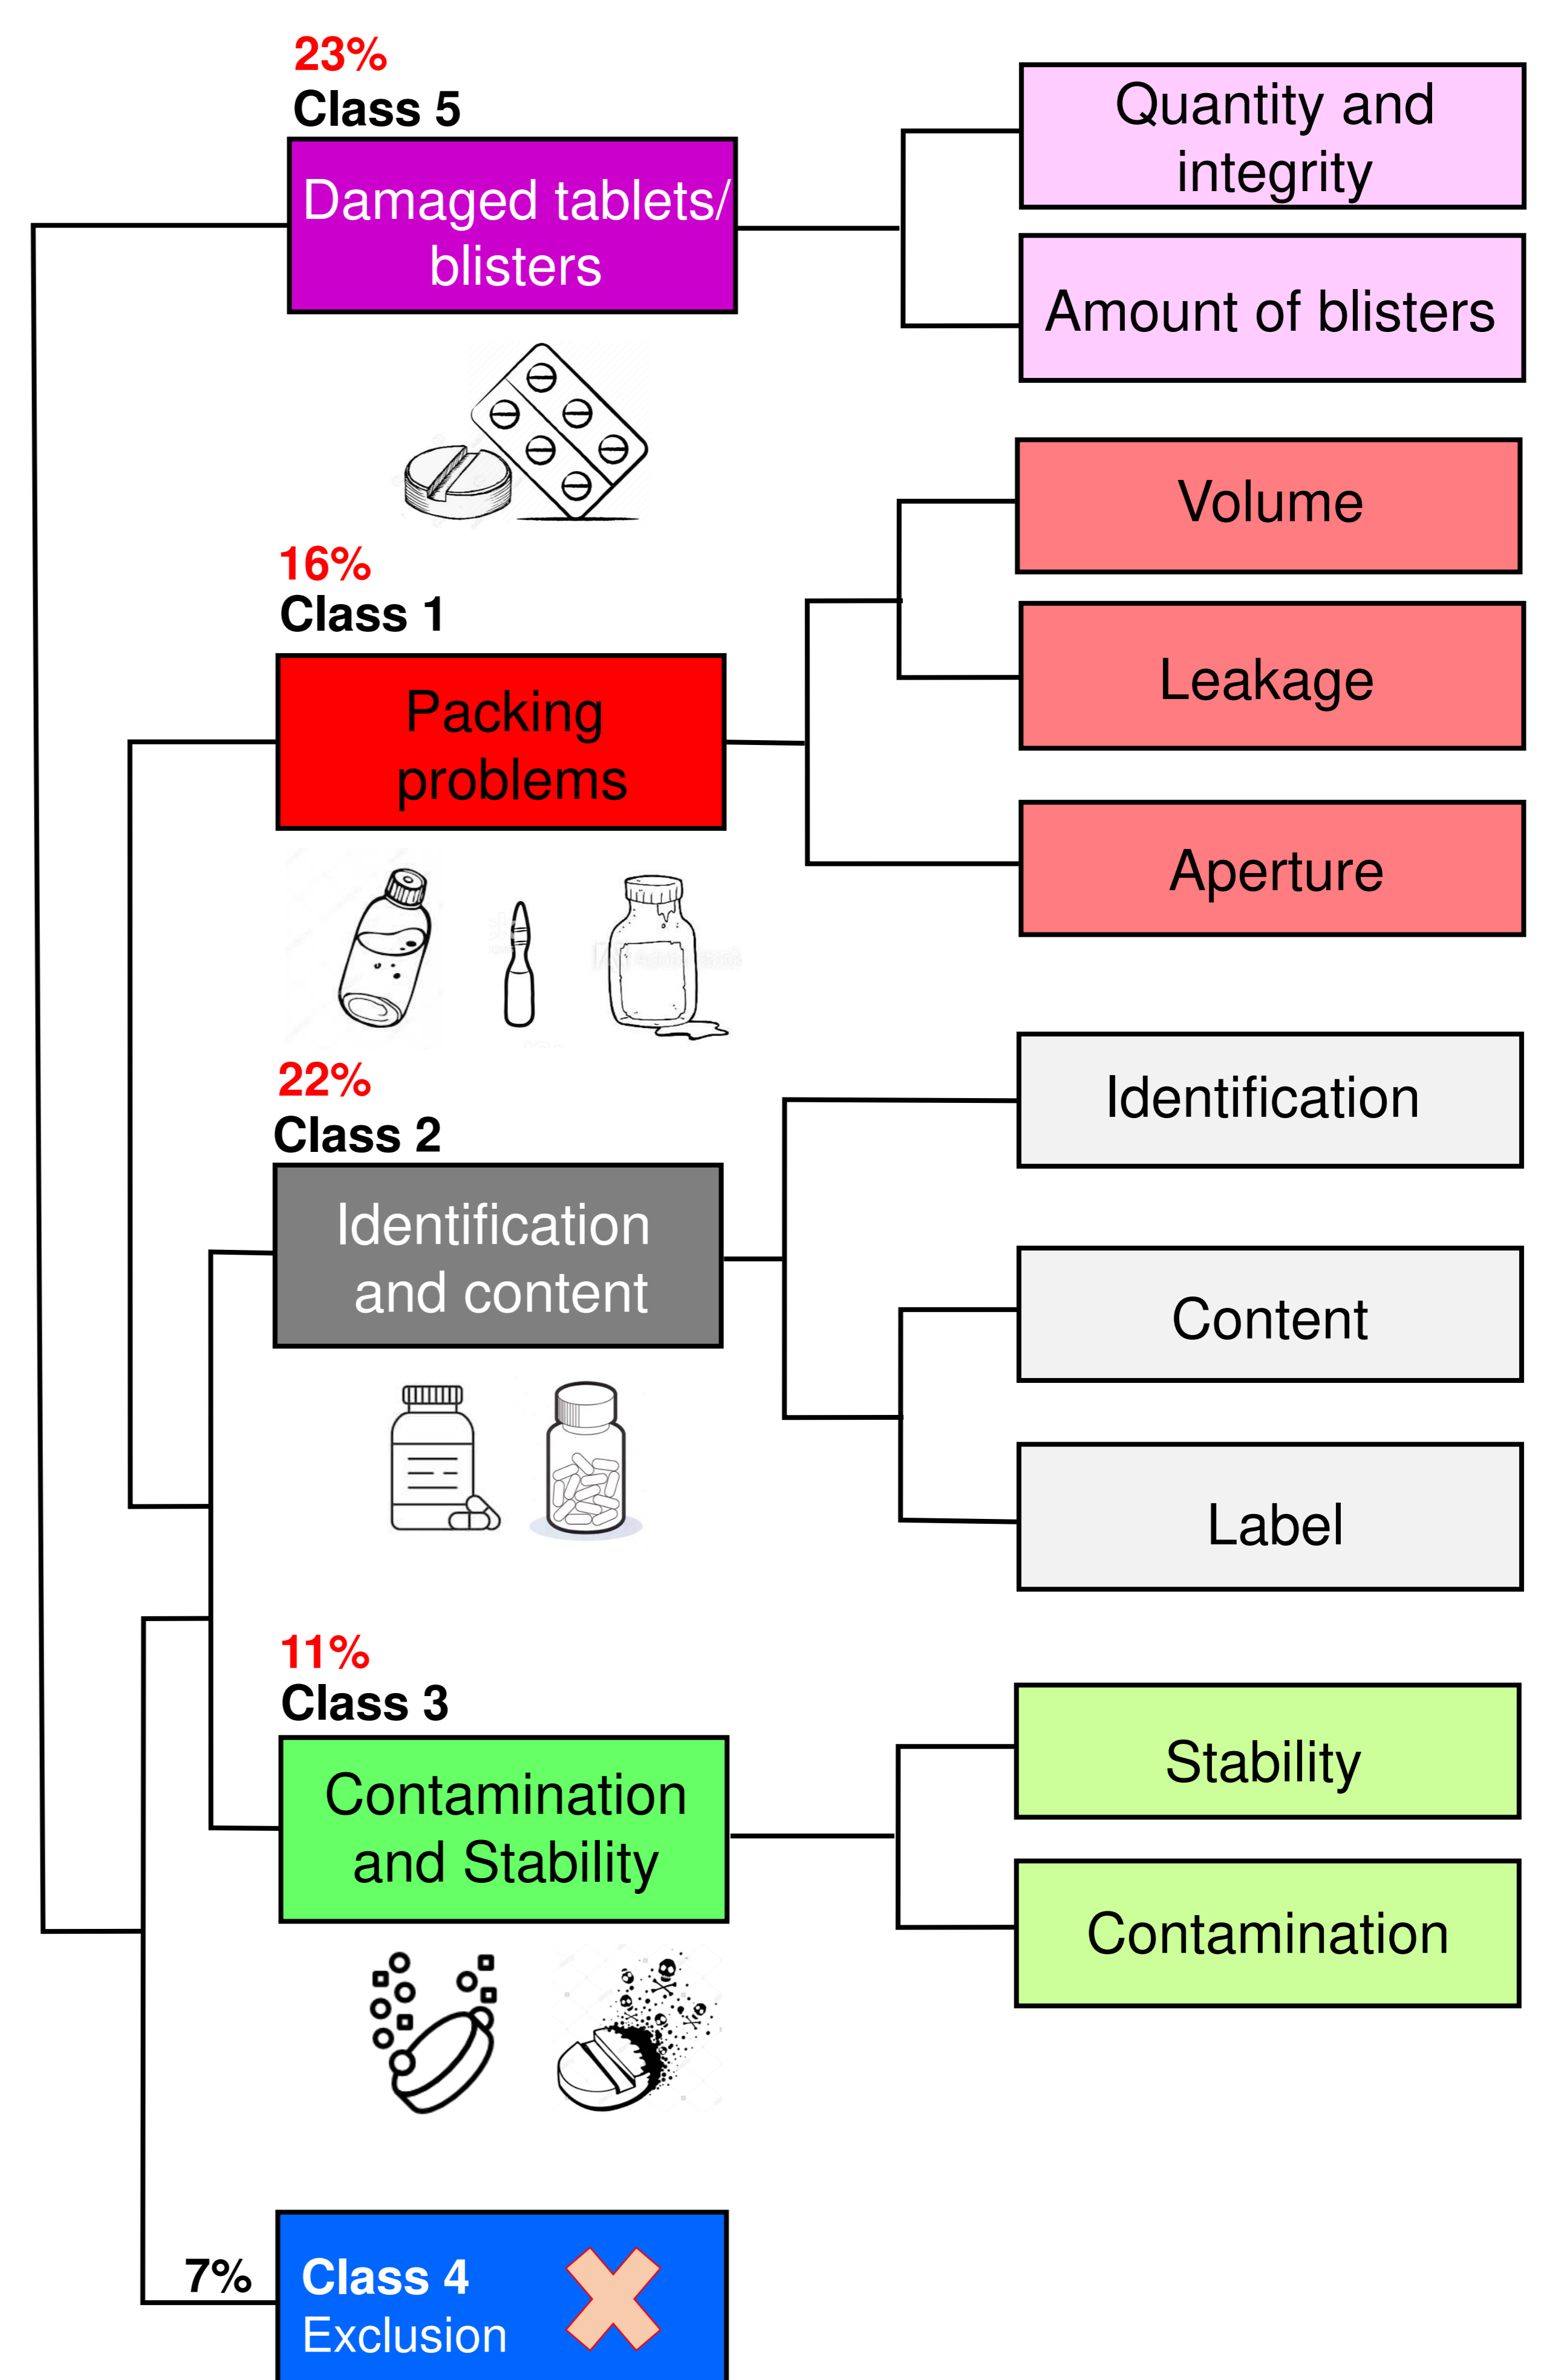 23%
Class 5
Damaged tablets/
blisters
Quantity and
integrity
Amount of blisters
16%
Class 1
Packing
problems
Volume
Leakage
Aperture
22%
Class 2
Identification
and content
Identification
Content
Label
11%
Class 3
Contamination
and Stability
Stability
Contamination
7%
Class 4
Exclusion